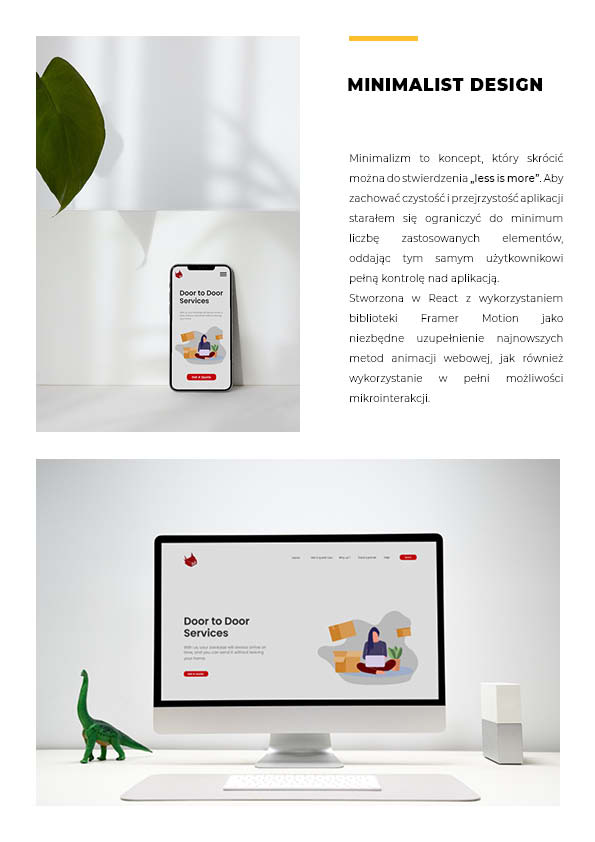 MINIMALIST DESIGN
Minimalizm to koncept, który skrócić
można do stwierdzenia „less is more”. Aby
zachować czystość i przejrzystość aplikacji
starałem się ograniczyć do minimum
liczbę zastosowanych elementów,
oddając tym samym użytkownikowi
pełną kontrolę nad aplikacją.
Stworzona w React z wykorzystaniem
biblioteki Framer Motion jako
niezbędne uzupełnienie najnowszych
metod animacji webowej, jak również
wykorzystanie w pełni możliwości
mikrointerakcji.
Door to Door
Services
Get a Quote
Door to Door
Services
With us, your package will always arrive on
time, and you can send it without leaving
your home.
Get a Quote